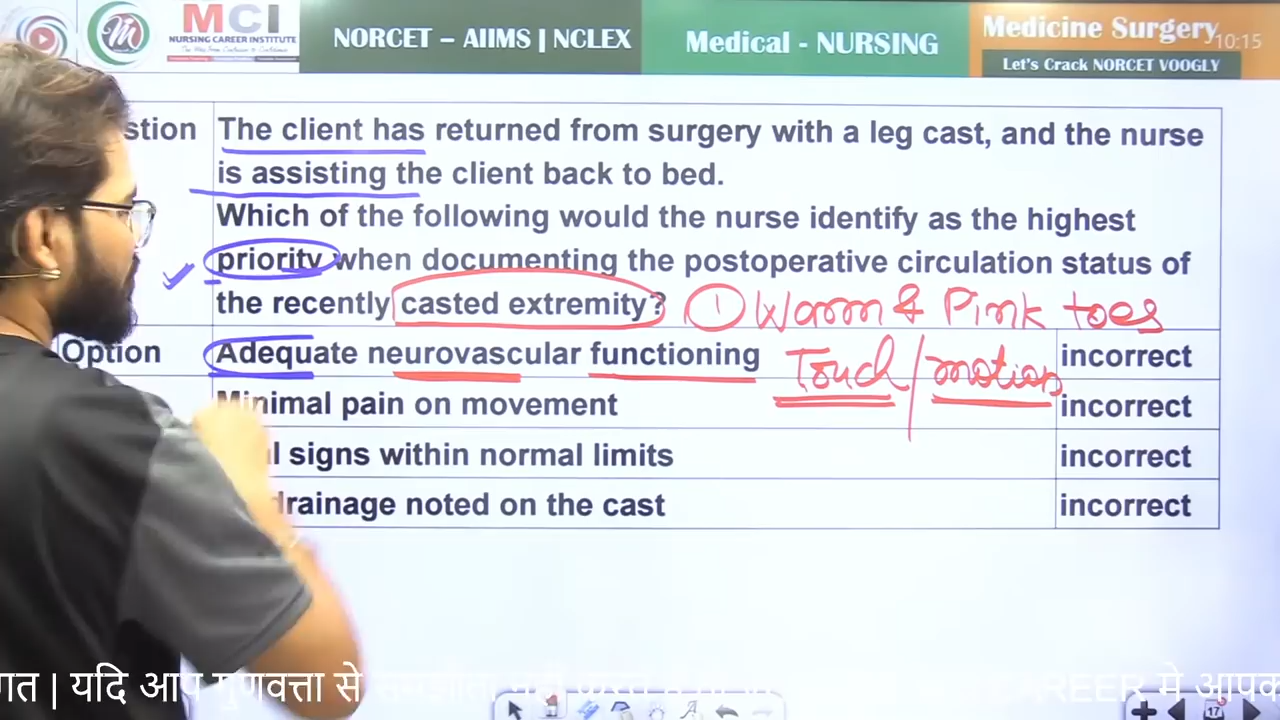 MCI
NURSING CAREER INSTITUTE
NORCET – AIIMS | NCLEX
Medical - NURSING
Medicine Surgery
10:15
Let's Crack NORCET VOOGLY
stion
The client has returned from surgery with a leg cast, and the nurse
is assisting the client back to bed.
Which of the following would the nurse identify as the highest
priority when documenting the postoperative circulation status of
the recently casted extremity? ① Warm & Pink toes
Option
Adequate neurovascular functioning Touch / motion incorrect
Minimal pain on movement incorrect
l signs within normal limits incorrect
drainage noted on the cast incorrect
गत | यदि आप गुणवत्ता से
मे आपक
17